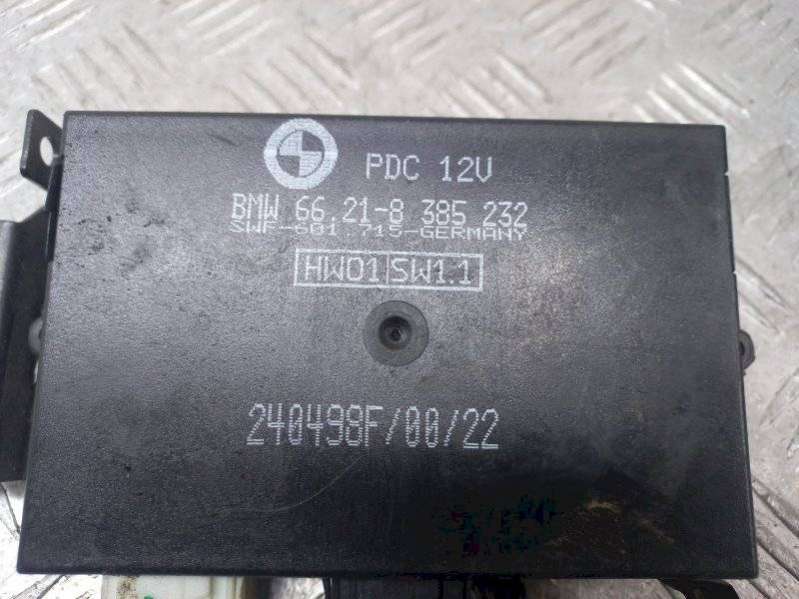 PDC 12V
BMW 66.21-8 385 232
SWF-601.715-GERMANY
HW01 SW1.1
240498F/00/22